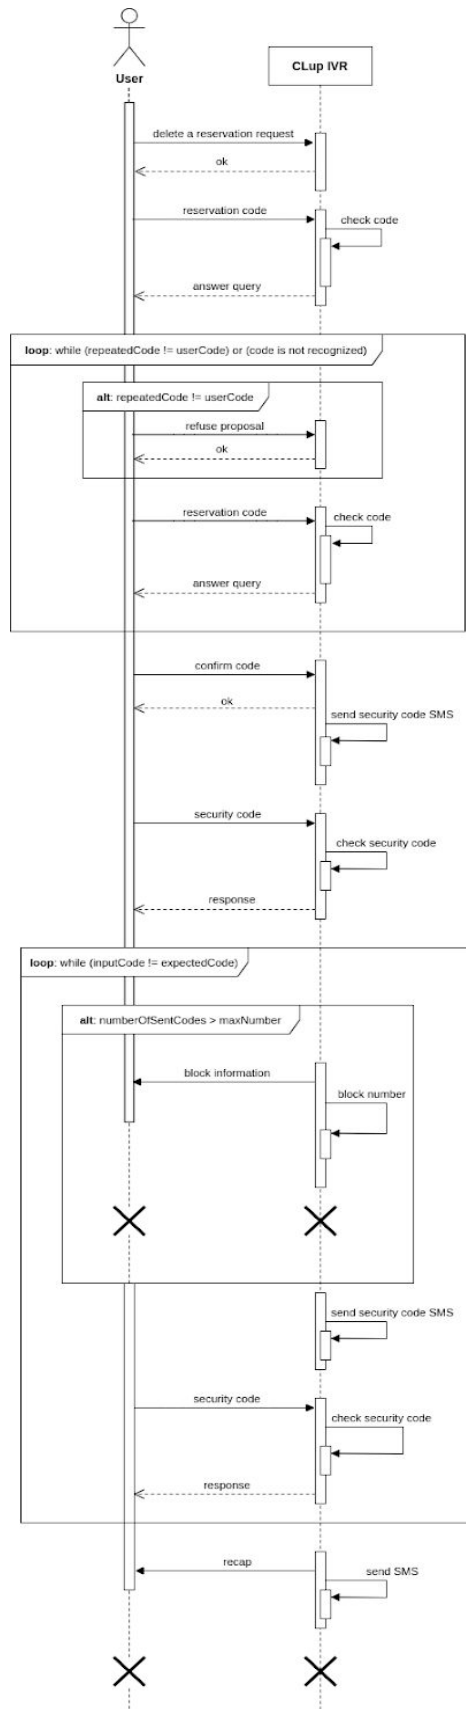 User
CLup IVR
delete a reservation request
ok
reservation code
check code
answer query
loop: while (repeatedCode != userCode) or (code is not recognized)
alt: repeatedCode != userCode
refuse proposal
ok
reservation code
check code
answer query
confirm code
ok
send security code SMS
security code
check security code
response
loop: while (inputCode != expectedCode)
alt: numberOfSentCodes > maxNumber
block information
block number
send security code SMS
security code
check security code
response
recap
send SMS